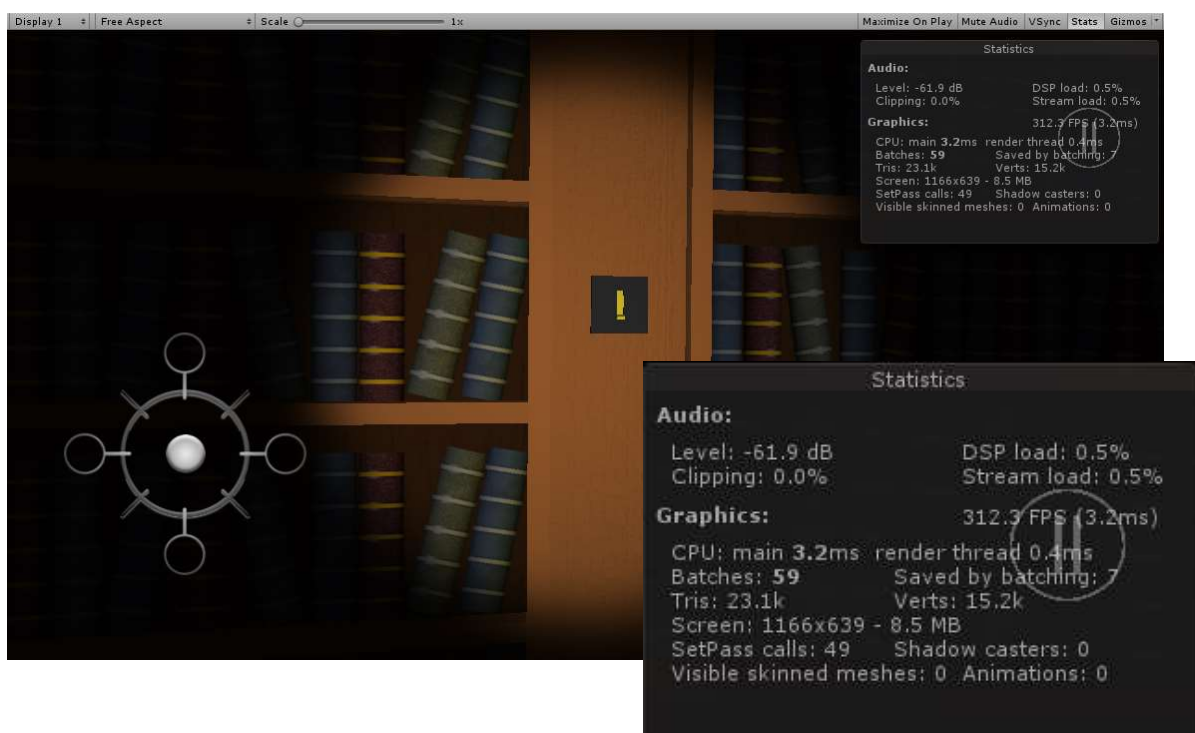 Display 1 Free Aspect Scale 1x Maximize On Play Mute Audio VSync Stats Gizmos
Statistics
Audio:
Level: -61.9 dB DSP load: 0.5%
Clipping: 0.0% Stream load: 0.5%
Graphics: 312.3 FPS (3.2ms)
CPU: main 3.2ms render thread 0.4ms
Batches: 59 Saved by batching: 7
Tris: 23.1k Verts: 15.2k
Screen: 1166x639 - 8.5 MB
SetPass calls: 49 Shadow casters: 0
Visible skinned meshes: 0 Animations: 0
!
Statistics
Audio:
Level: -61.9 dB DSP load: 0.5%
Clipping: 0.0% Stream load: 0.5%
Graphics: 312.3 FPS (3.2ms)
CPU: main 3.2ms render thread 0.4ms
Batches: 59 Saved by batching: 7
Tris: 23.1k Verts: 15.2k
Screen: 1166x639 - 8.5 MB
SetPass calls: 49 Shadow casters: 0
Visible skinned meshes: 0 Animations: 0